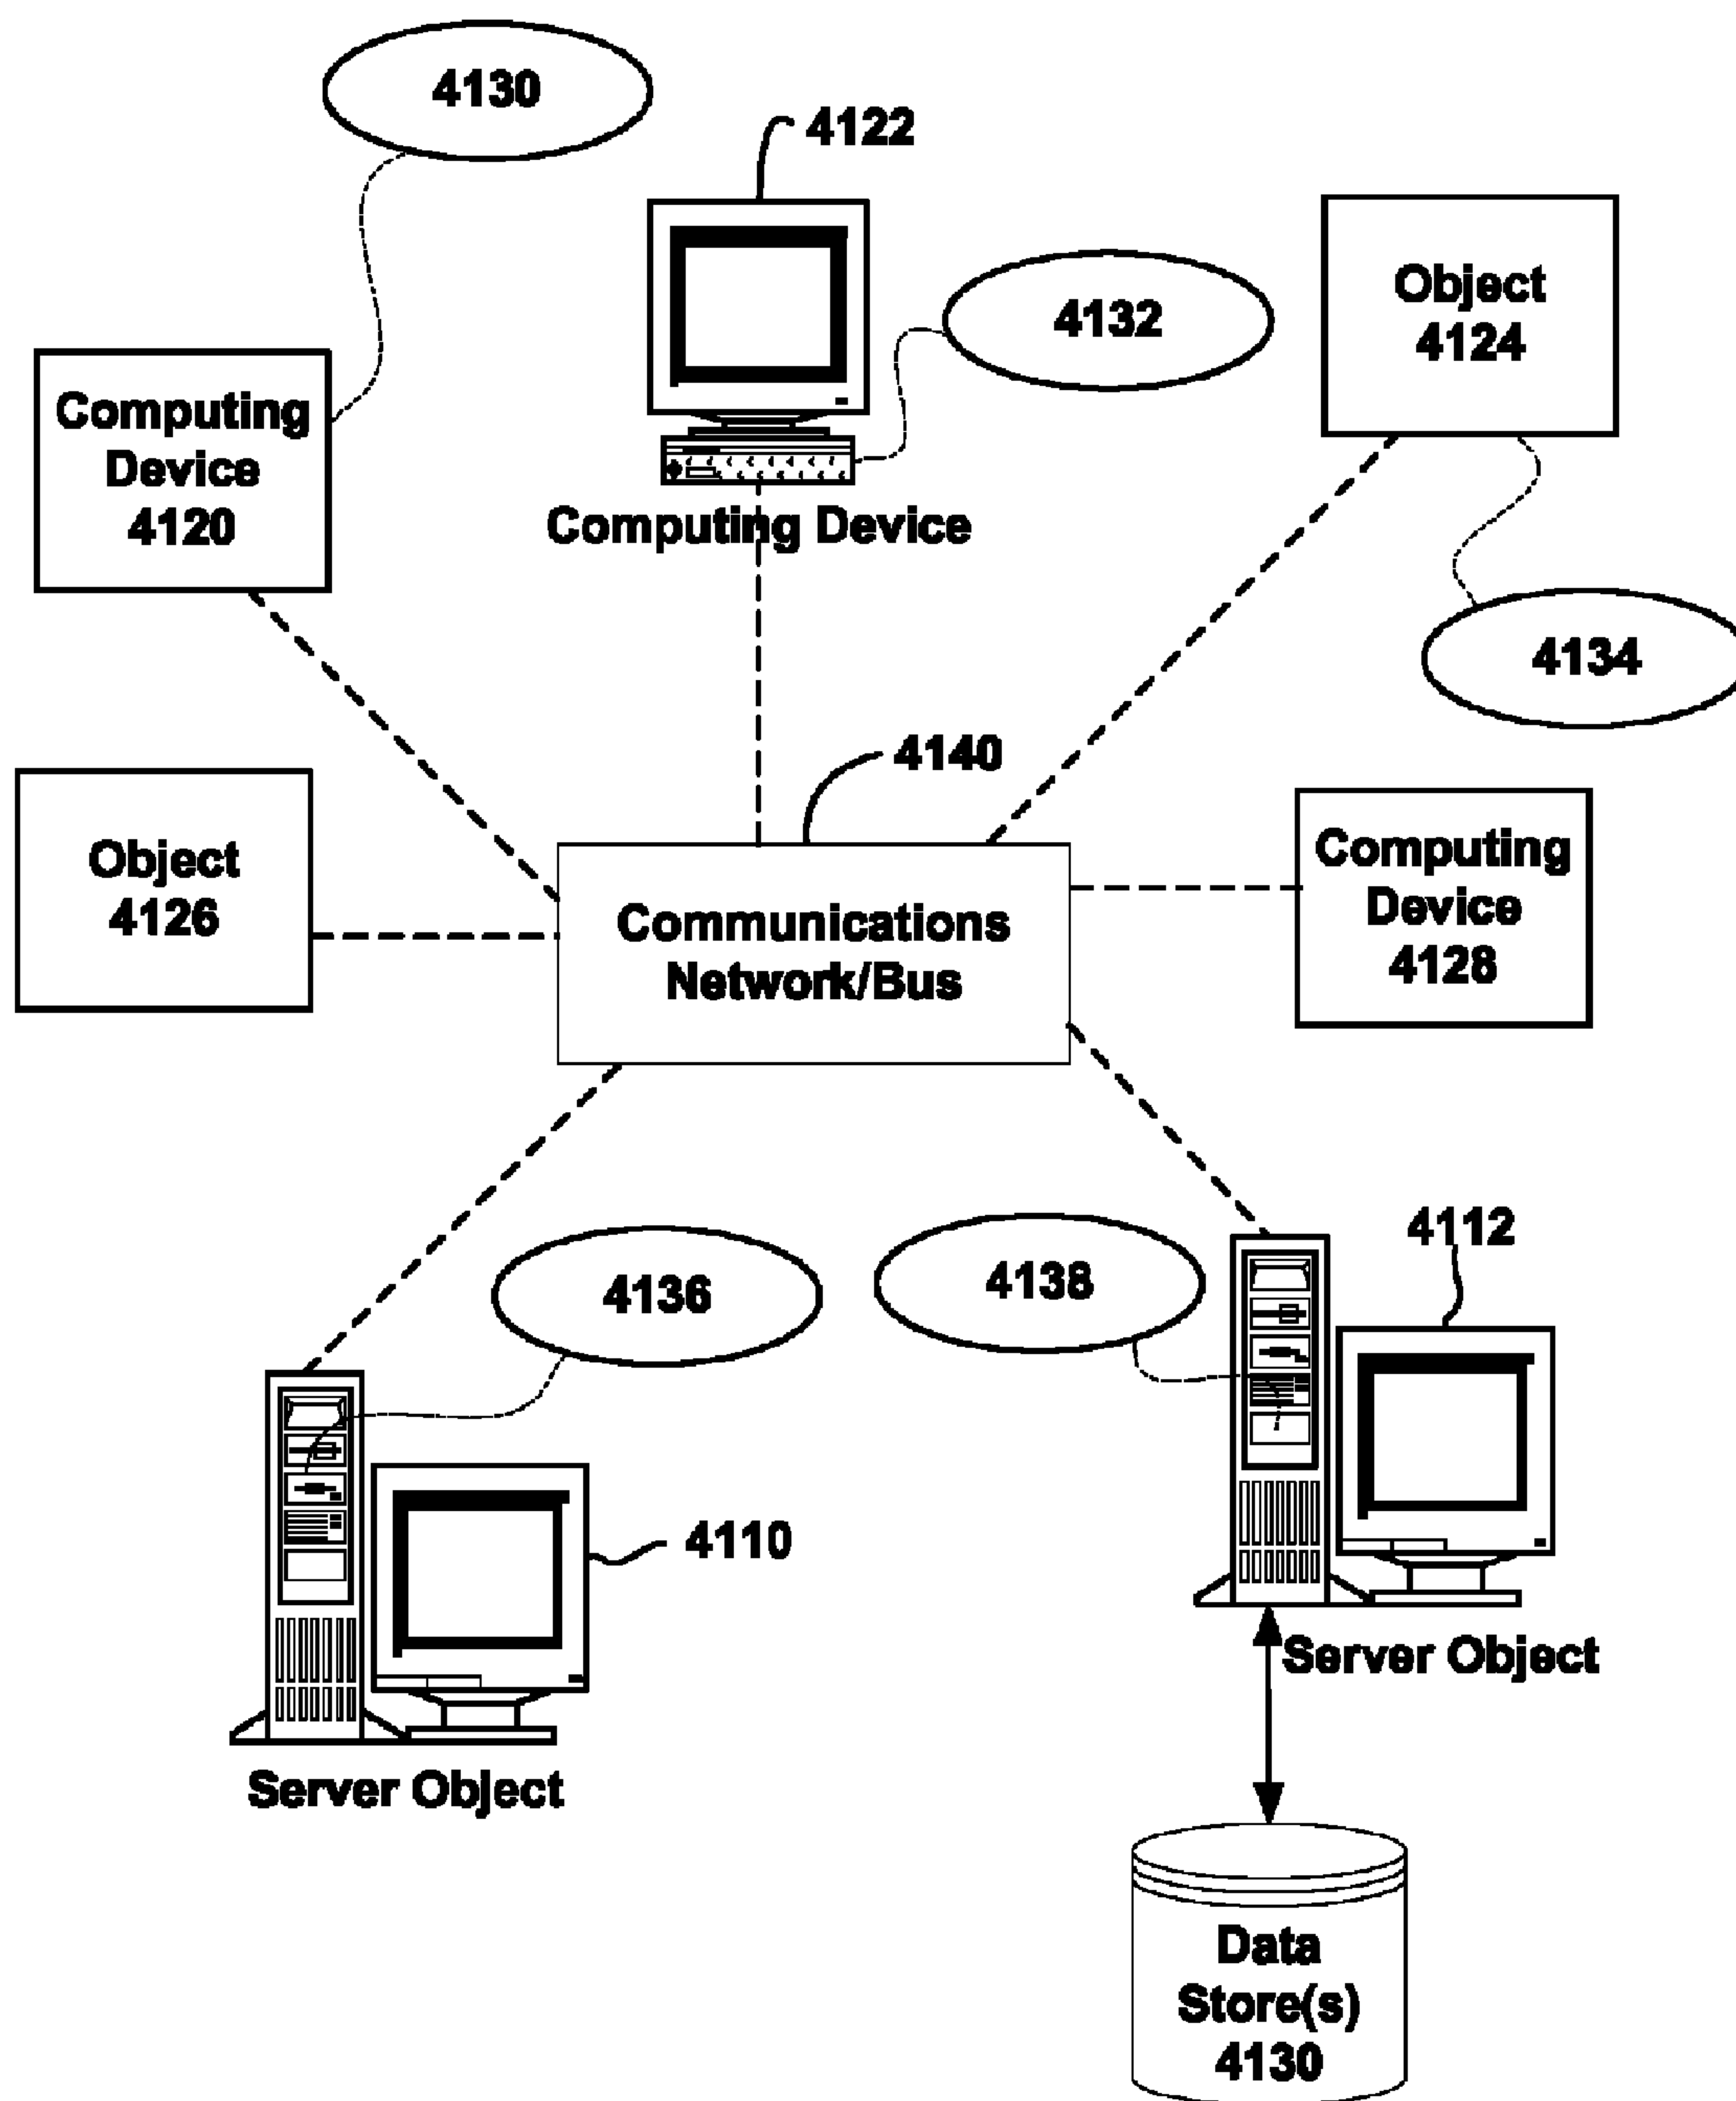 4130
4122
4132
Object
4124
Computing
Device
4120
Computing Device
4134
4140
Object
4126
Communications
Network/Bus
Computing
Device
4128
4136
4138
4112
4110
Server Object
Server Object
Data
Store(s)
4130